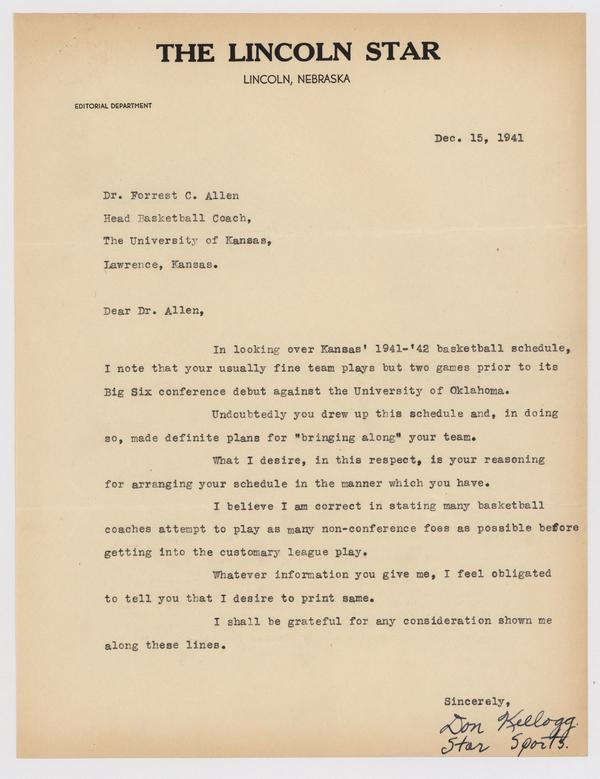 THE LINCOLN STAR
LINCOLN, NEBRASKA
EDITORIAL DEPARTMENT
Dec. 15, 1941
Dr. Forrest C. Allen
Head Basketball Coach,
The University of Kansas,
Lawrence, Kansas.
Dear Dr. Allen,
In looking over Kansas' 1941-'42 basketball schedule,
I note that your usually fine team plays but two games prior to its
Big Six conference debut against the University of Oklahoma.
Undoubtedly you drew up this schedule and, in doing
so, made definite plans for "bringing along" your team.
What I desire, in this respect, is your reasoning
for arranging your schedule in the manner which you have.
I believe I am correct in stating many basketball
coaches attempt to play as many non-conference foes as possible before
getting into the customary league play.
Whatever information you give me, I feel obligated
to tell you that I desire to print same.
I shall be grateful for any consideration shown me
along these lines.
Sincerely,
Don Kellogg.
Star Sports.